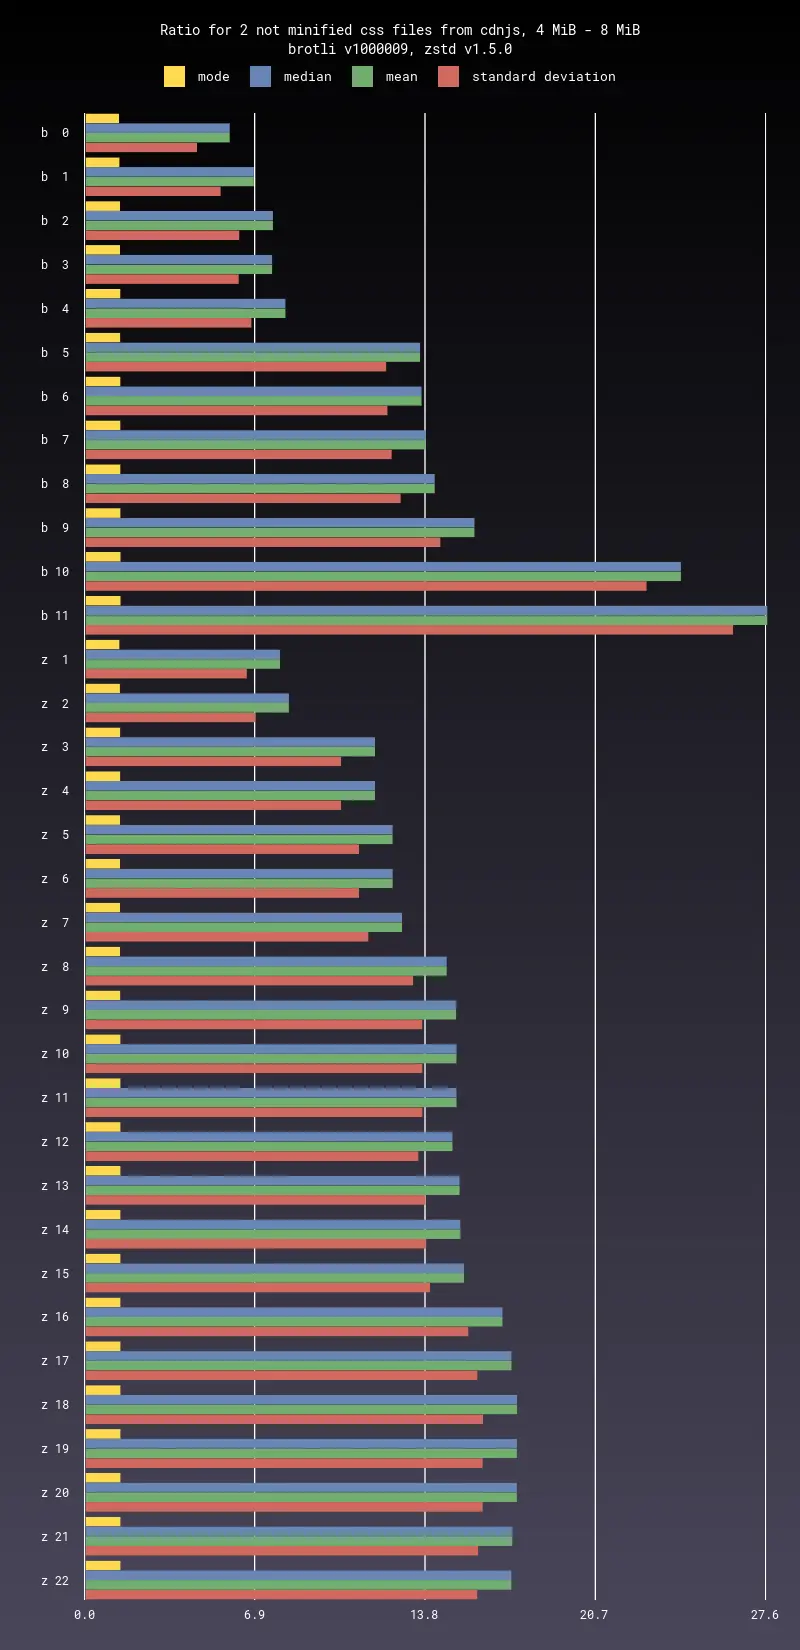 Ratio for 2 not minified css files from cdnjs, 4 MiB - 8 MiB
brotli v1000009, zstd v1.5.0
mode median mean standard deviation
b 0
b 1
b 2
b 3
b 4
b 5
b 6
b 7
b 8
b 9
b 10
b 11
z 1
z 2
z 3
z 4
z 5
z 6
z 7
z 8
z 9
z 10
z 11
z 12
z 13
z 14
z 15
z 16
z 17
z 18
z 19
z 20
z 21
z 22
0.0 6.9 13.8 20.7 27.6